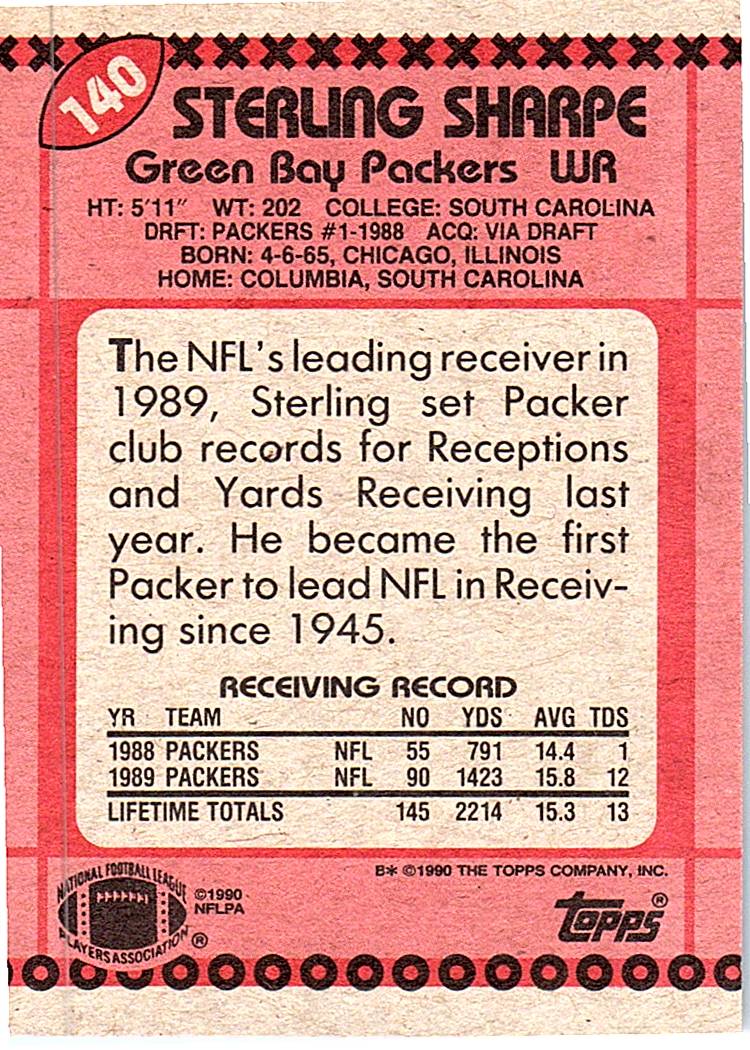 140
STERLING SHARPE
Green Bay Packers WR
HT: 5'11" WT: 202 COLLEGE: SOUTH CAROLINA
DRFT: PACKERS #1-1988 ACQ: VIA DRAFT
BORN: 4-6-65, CHICAGO, ILLINOIS
HOME: COLUMBIA, SOUTH CAROLINA
The NFL's leading receiver in
1989, Sterling set Packer
club records for Receptions
and Yards Receiving last
year. He became the first
Packer to lead NFL in Receiv-
ing since 1945.
RECEIVING RECORD
YR TEAM NO YDS AVG TDS
1988 PACKERS NFL 55 791 14.4 1
1989 PACKERS NFL 90 1423 15.8 12
LIFETIME TOTALS 145 2214 15.3 13
B* ©1990 THE TOPPS COMPANY, INC.
NATIONAL FOOTBALL LEAGUE
PLAYERS ASSOCIATION ®
©1990
NFLPA
topps®